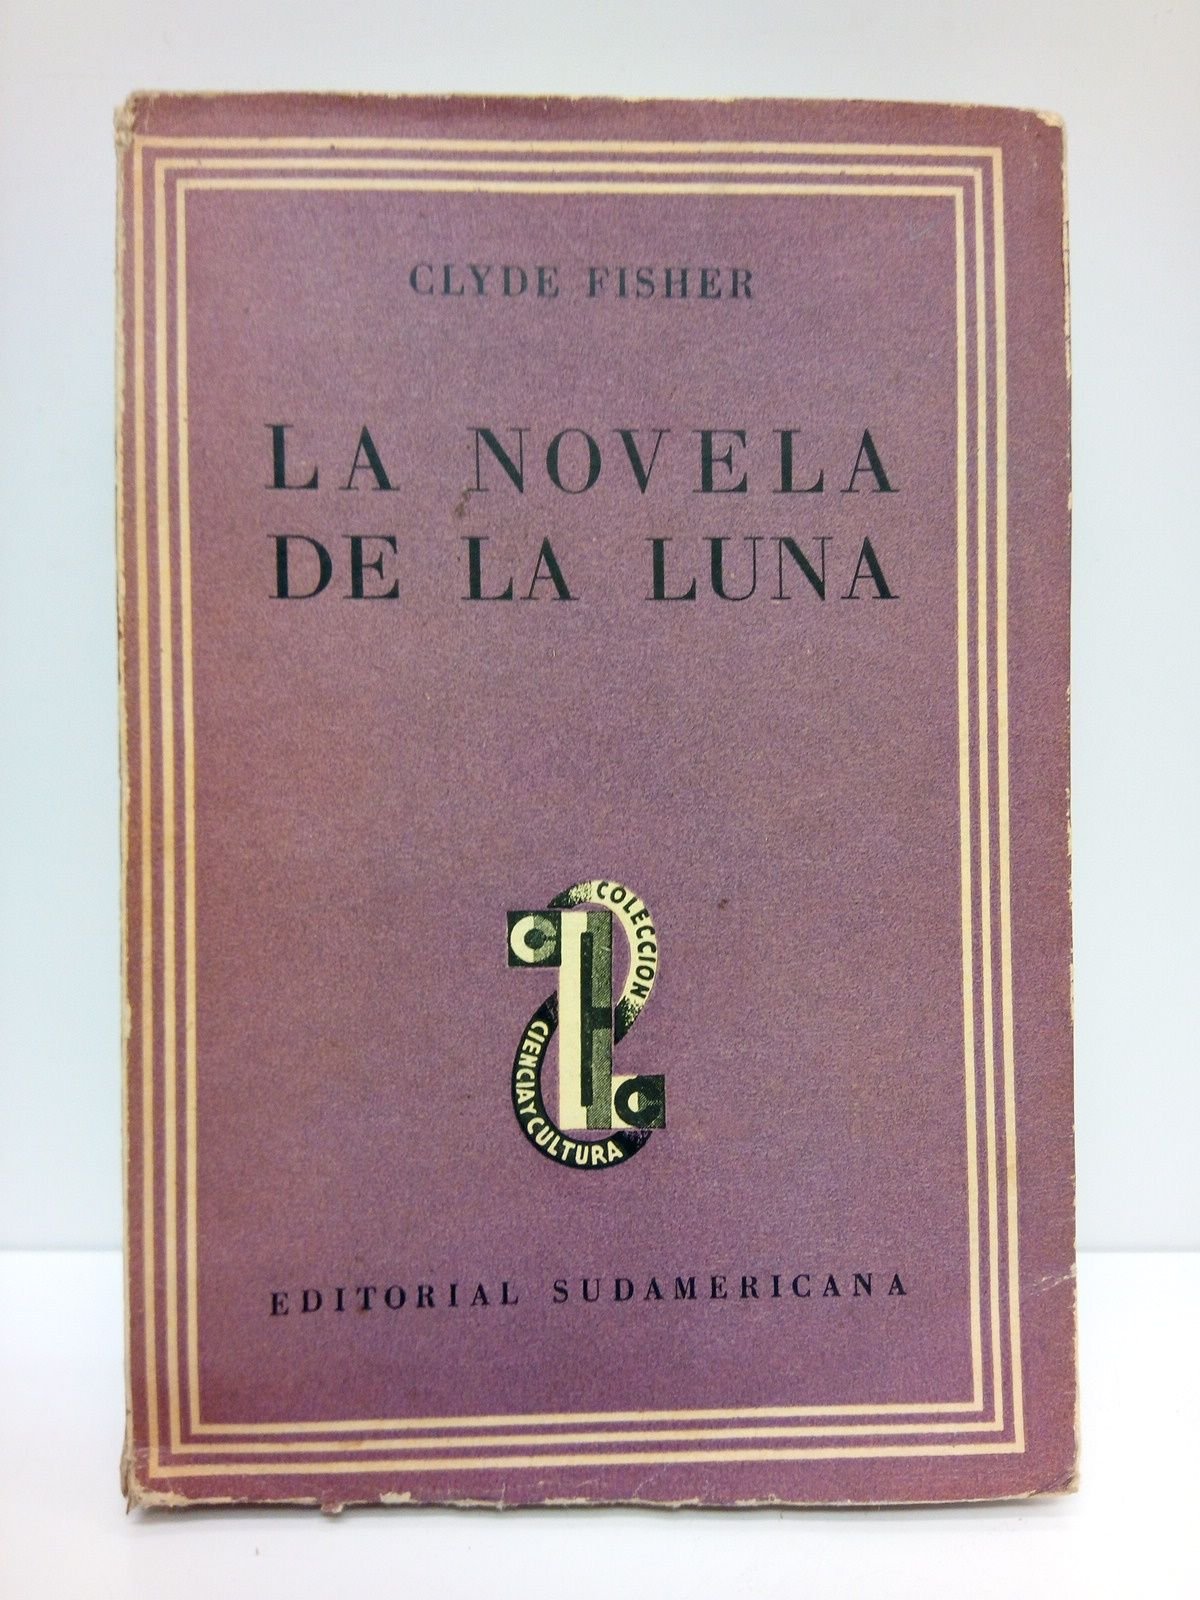 CLYDE FISHER
LA NOVELA
DE LA LUNA
COLECCION
C
C
CIENCIA Y CULTURA
EDITORIAL SUDAMERICANA